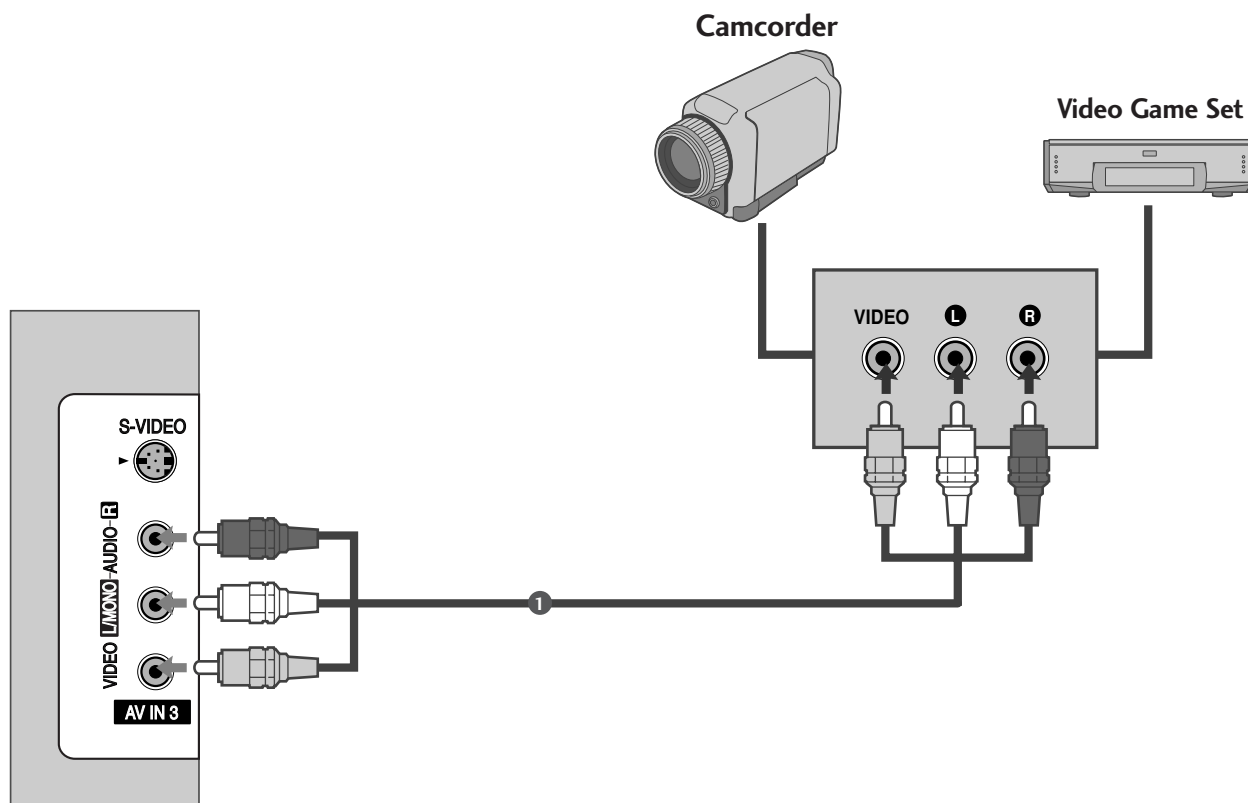 Camcorder
Video Game Set
VIDEO L R
S-VIDEO
VIDEO L/MONO-AUDIO-R
1
AV IN 3